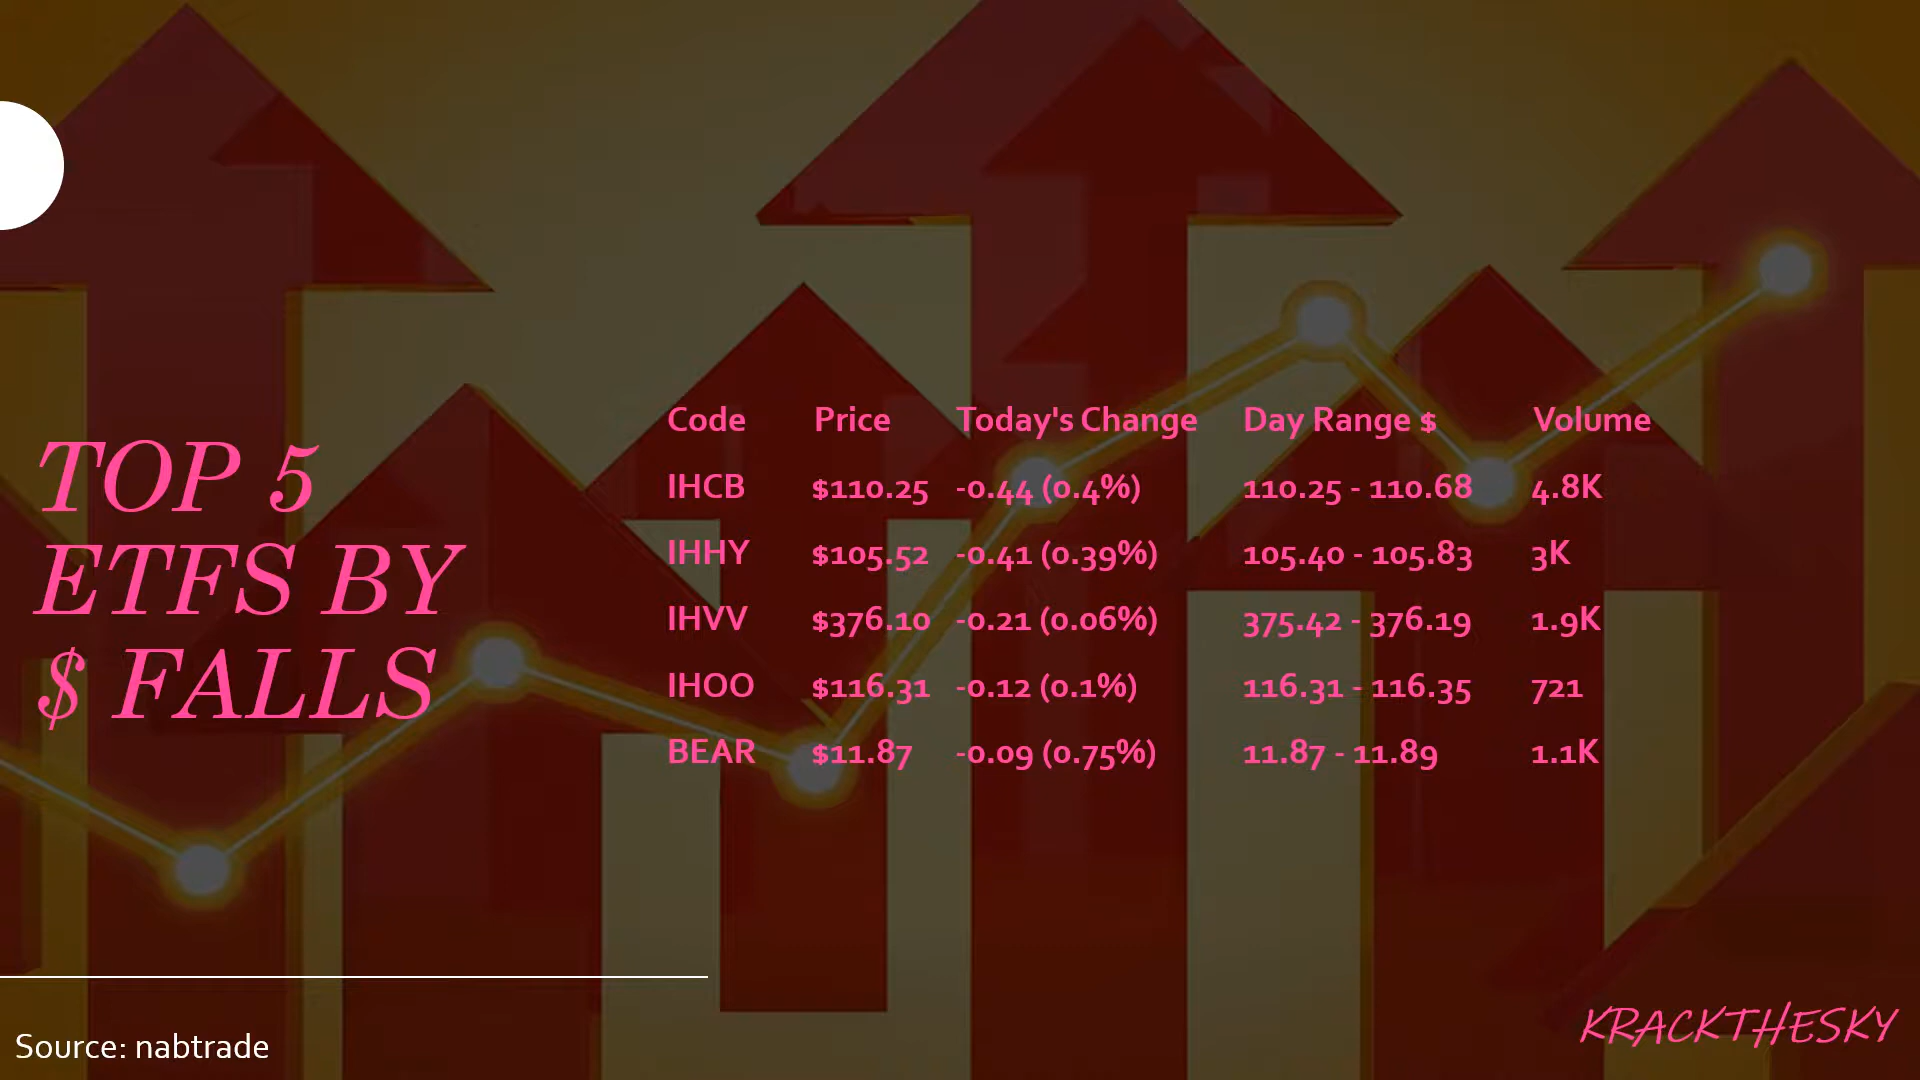 TOP 5
ETFS BY
$ FALLS
Code Price Today's Change Day Range $ Volume
IHCB $110.25 -0.44 (0.4%) 110.25 - 110.68 4.8K
IHHY $105.52 -0.41 (0.39%) 105.40 - 105.83 3K
IHVV $376.10 -0.21 (0.06%) 375.42 - 376.19 1.9K
IHOO $116.31 -0.12 (0.1%) 116.31 - 116.35 721
BEAR $11.87 -0.09 (0.75%) 11.87 - 11.89 1.1K
Source: nabtrade
KRACKTHESKY